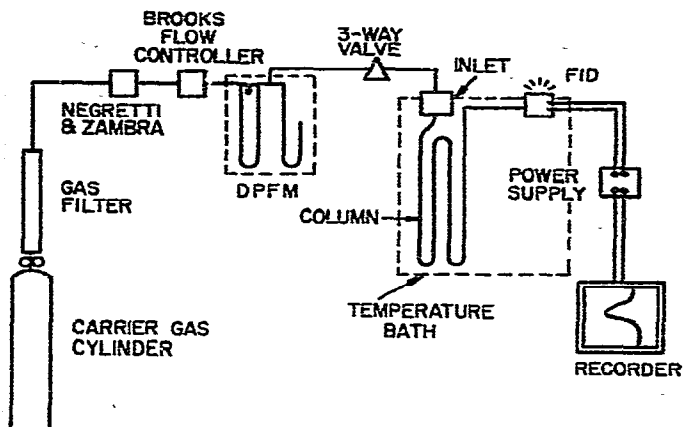 BROOKS
FLOW
CONTROLLER
3-WAY
VALVE
INLET
FID
NEGRETTI
& ZAMBRA
DPFM
GAS
FILTER
POWER
SUPPLY
COLUMN
TEMPERATURE
BATH
CARRIER GAS
CYLINDER
RECORDER